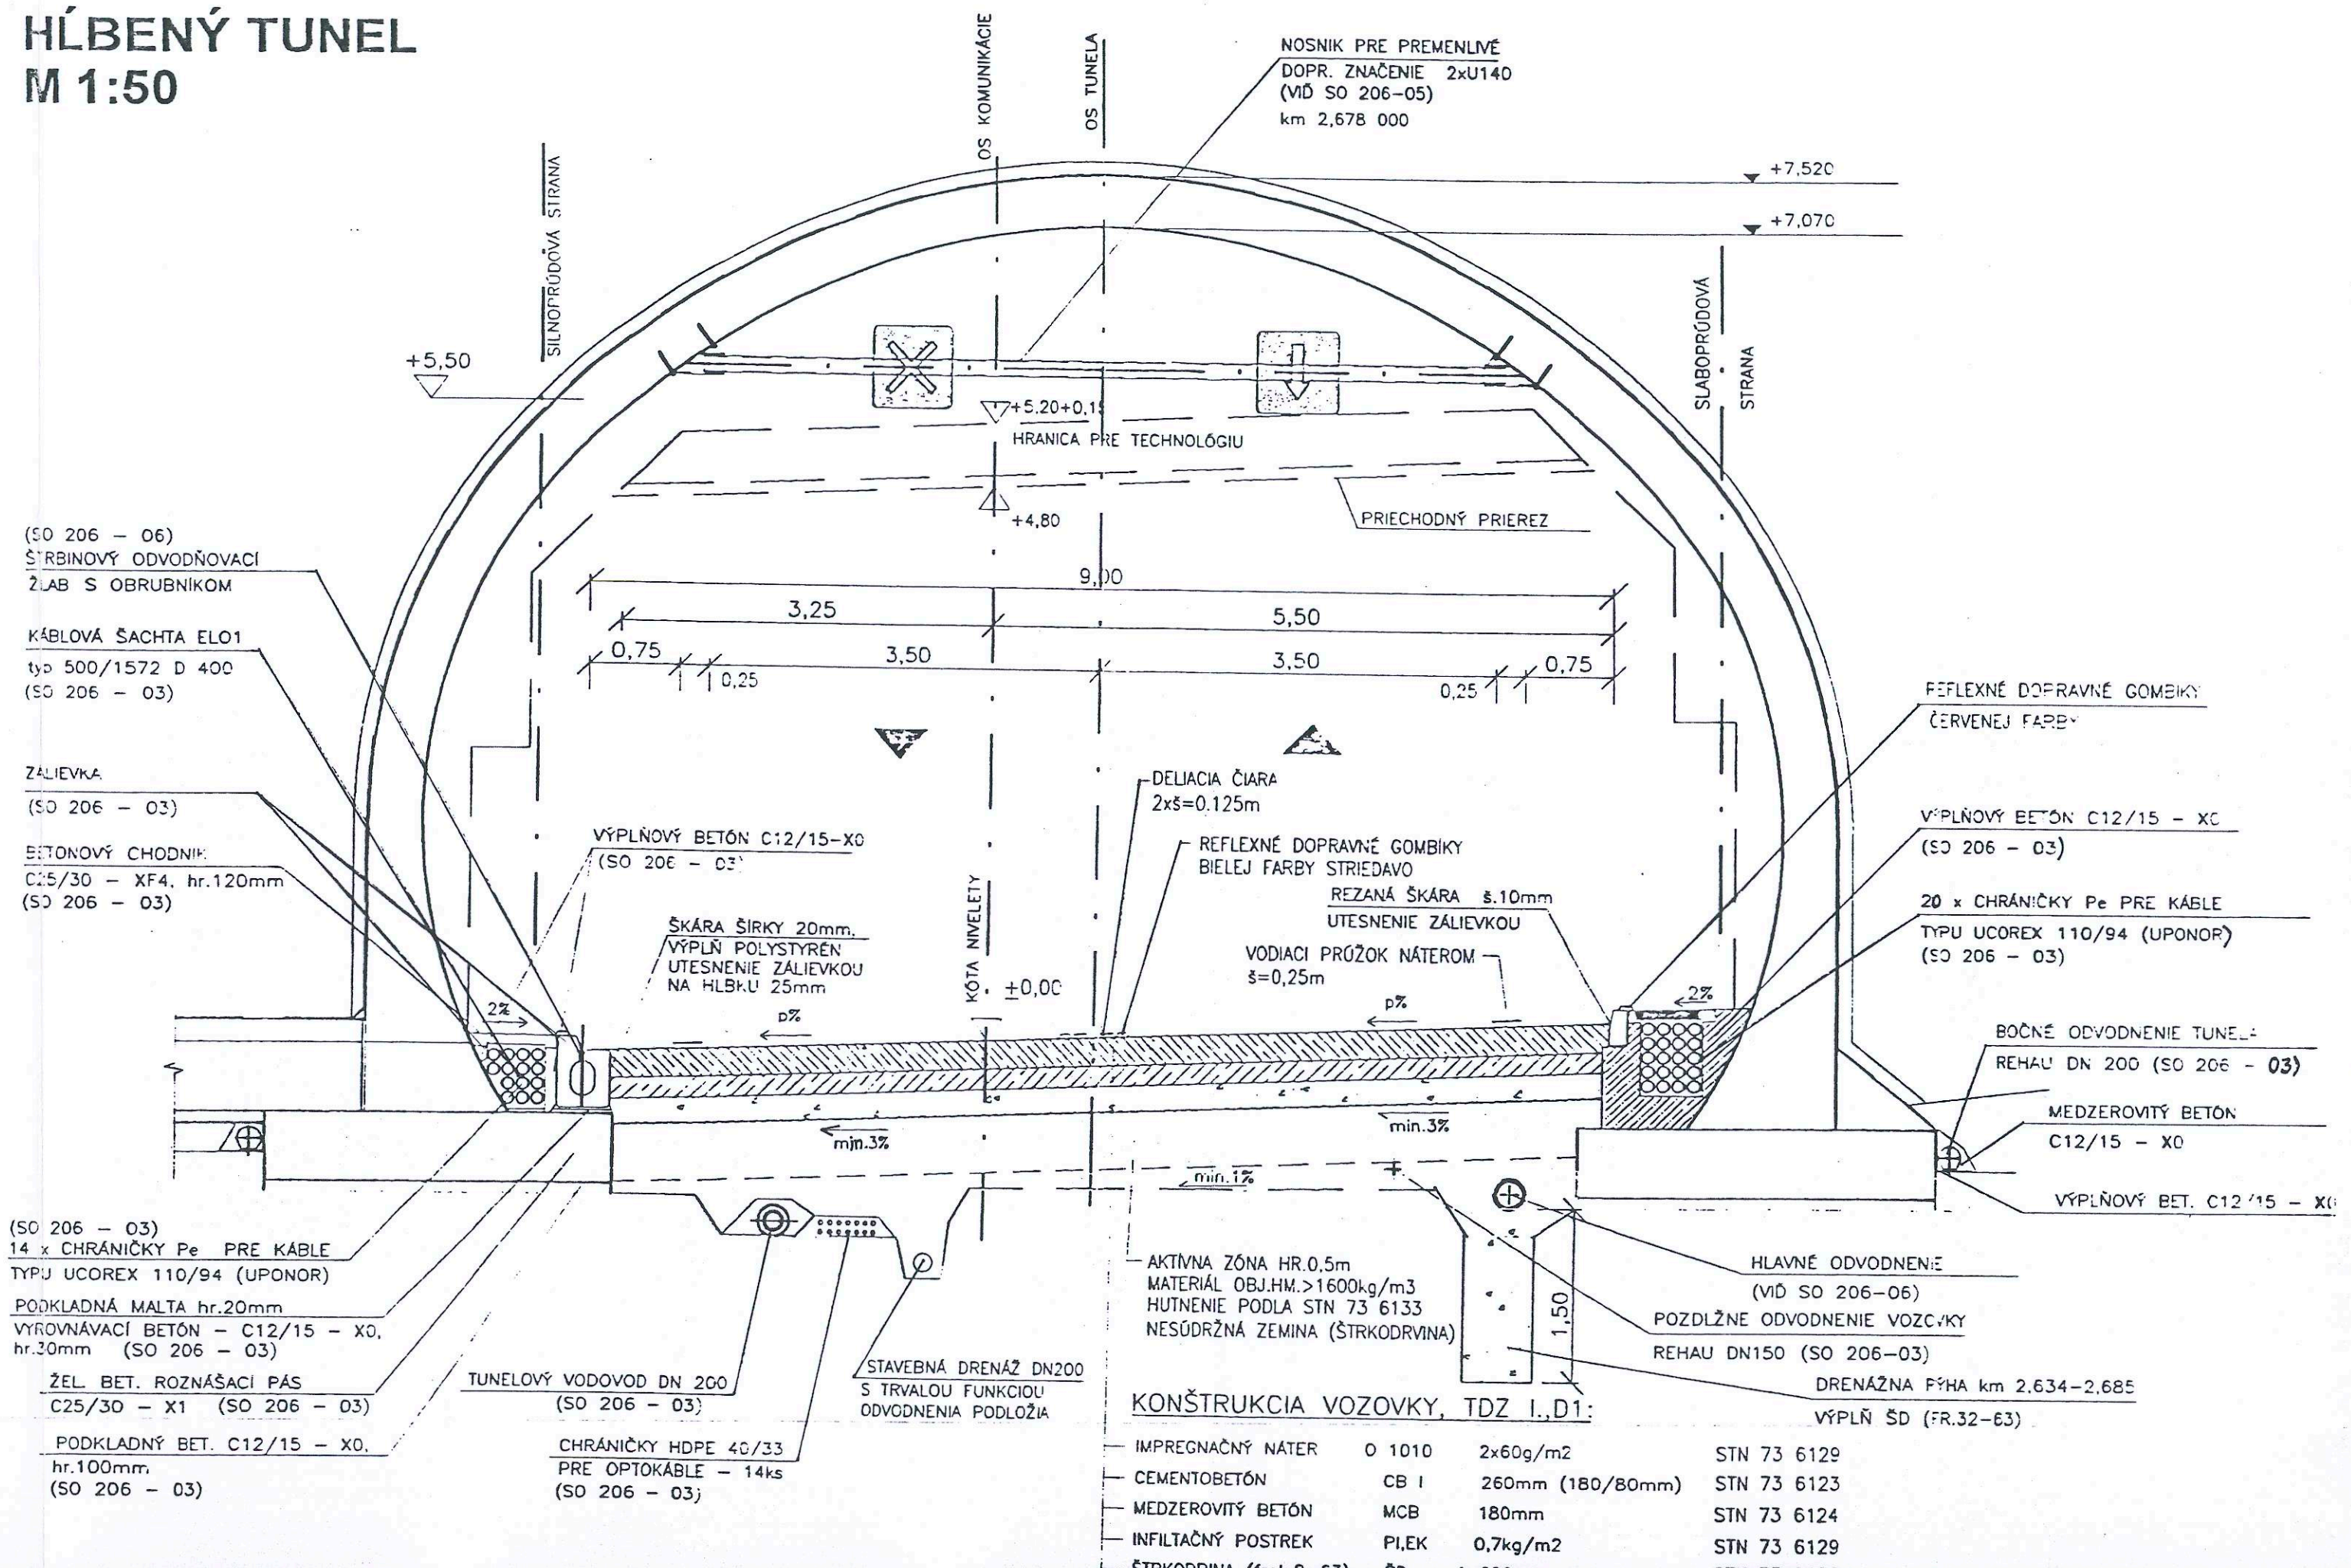 HĹBENÝ TUNEL
M 1:50
OS KOMUNIKÁCIE
OS TUNELA
NOSNIK PRE PREMENLIVÉ
DOPR. ZNAČENIE 2xU140
(VIĎ SO 206-05)
km 2,678 000
SILNOPRÚDOVÁ STRANA
+7,520
+7,070
SLABOPRÚDOVÁ
STRANA
+5,50
+5.20+0,15
HRANICA PRE TECHNOLÓGIU
+4,80
PRIECHODNÝ PRIEREZ
9,00
3,25
5,50
0,75
0,25
3,50
3,50
0,25
0,75
(SO 206 - 06)
ŠTRBINOVÝ ODVODŇOVACÍ
ŽLAB S OBRUBNÍKOM
KÁBLOVÁ ŠACHTA ELO1
typ 500/1572 D 400
(SO 206 - 03)
ZÁLIEVKA
(SO 206 - 03)
BETONOVÝ CHODNIK
C25/30 - XF4, hr.120mm
(SO 206 - 03)
VÝPLŇOVÝ BETÓN C12/15-X0
(SO 206 - 03)
ŠKÁRA ŠÍRKY 20mm,
VÝPLŇ POLYSTYRÉN
UTESNENIE ZÁLIEVKOU
NA HLBKU 25mm
KÓTA NIVELETY
±0,00
DELIACIA ČIARA
2xš=0.125m
REFLEXNÉ DOPRAVNÉ GOMBÍKY
BIELEJ FARBY STRIEDAVO
REZANÁ ŠKÁRA š.10mm
UTESNENIE ZÁLIEVKOU
VODIACI PRÚŽOK NÁTEROM
š=0,25m
REFLEXNÉ DOPRAVNÉ GOMBIKY
ČERVENEJ FARBY
VÝPLŇOVÝ BETÓN C12/15 - X0
(SO 206 - 03)
20 x CHRÁNIČKY Pe PRE KÁBLE
TYPU UCOREX 110/94 (UPONOR)
(SO 206 - 03)
2%
p%
p%
2%
min.3%
min.3%
min.1%
BOČNÉ ODVODNENIE TUNELA
REHAU DN 200 (SO 206 - 03)
MEDZEROVITÝ BETÓN
C12/15 - X0
VÝPLŇOVÝ BET. C12/15 - X0
(SO 206 - 03)
14 x CHRÁNIČKY Pe PRE KÁBLE
TYPU UCOREX 110/94 (UPONOR)
PODKLADNÁ MALTA hr.20mm
VYROVNÁVACÍ BETÓN - C12/15 - X0,
hr.30mm (SO 206 - 03)
ŽEL. BET. ROZNÁŠACÍ PÁS
C25/30 - X1 (SO 206 - 03)
PODKLADNÝ BET. C12/15 - X0,
hr.100mm,
(SO 206 - 03)
TUNELOVÝ VODOVOD DN 200
(SO 206 - 03)
CHRÁNIČKY HDPE 40/33
PRE OPTOKÁBLE - 14ks
(SO 206 - 03)
STAVEBNÁ DRENÁŽ DN200
S TRVALOU FUNKCIOU
ODVODNENIA PODLOŽIA
AKTÍVNA ZÓNA HR.0,5m
MATERIÁL OBJ.HM.>1600kg/m3
HUTNENIE PODLA STN 73 6133
NESÚDRŽNÁ ZEMINA (ŠTRKODRVINA)
1,50
HLAVNÉ ODVODNENIE
(VIĎ SO 206-06)
POZDLŽNE ODVODNENIE VOZOVKY
REHAU DN150 (SO 206-03)
DRENÁŽNA RÝHA km 2,634-2,685
VÝPLŇ ŠD (FR.32-63)
KONŠTRUKCIA VOZOVKY, TDZ I.,D1:
IMPREGNAČNÝ NÁTER O 1010 2x60g/m2 STN 73 6129
CEMENTOBETÓN CB I 260mm (180/80mm) STN 73 6123
MEDZEROVITÝ BETÓN MCB 180mm STN 73 6124
INFILTAČNÝ POSTREK PI,EK 0,7kg/m2 STN 73 6129